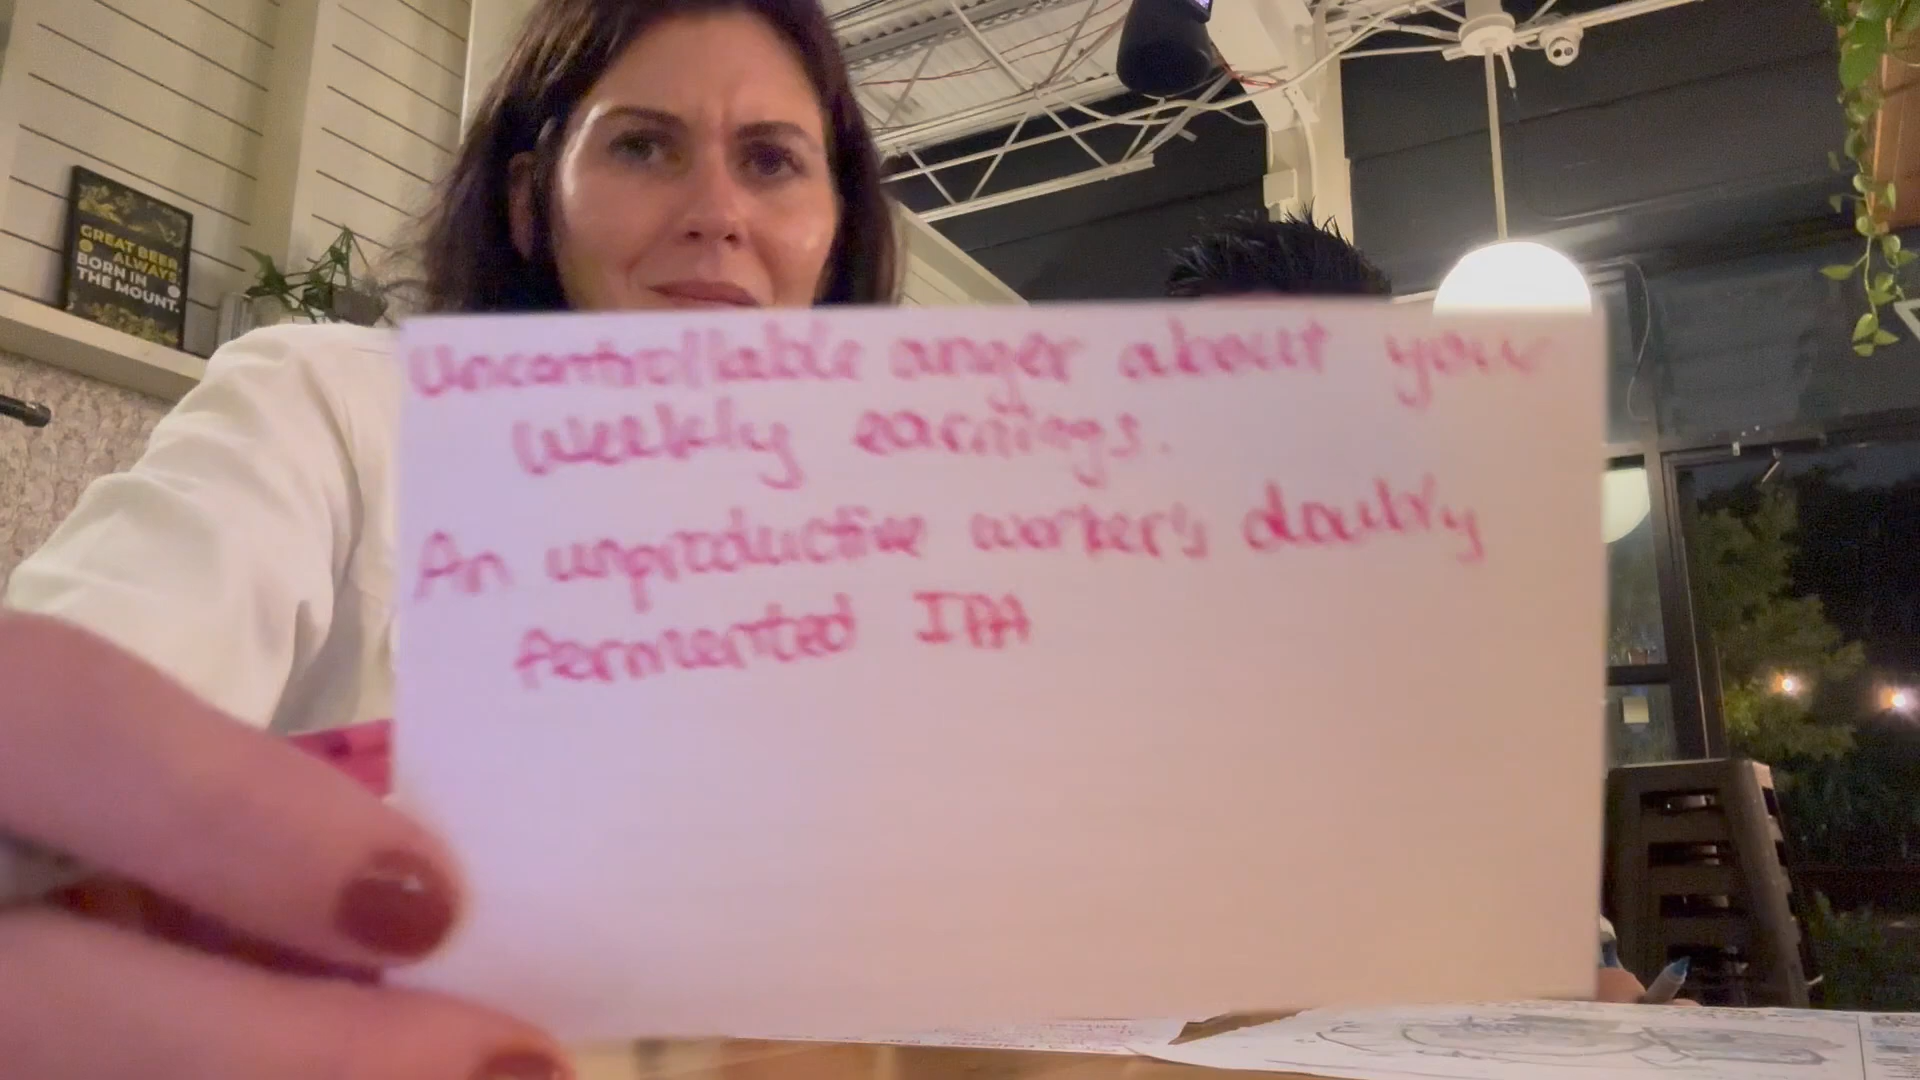 GREAT BEER
ALWAYS
BORN IN
THE MOUNT.
Uncontrollable anger about your
weekly earnings.
An unproductive worker's doubly
fermented IPA